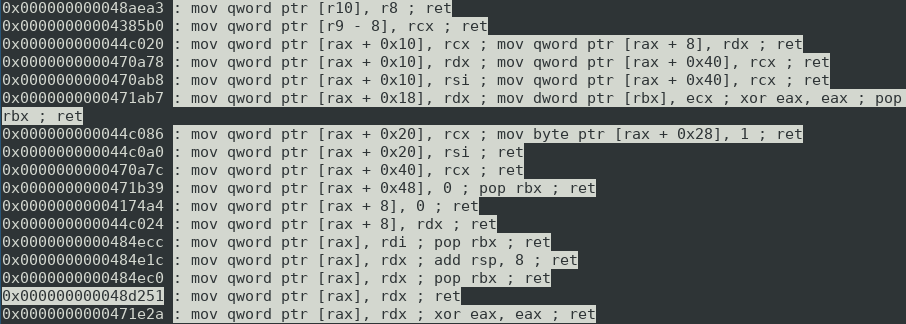 0x000000000048aea3 : mov qword ptr [r10], r8 ; ret
0x00000000004385b0 : mov qword ptr [r9 - 8], rcx ; ret
0x000000000044c020 : mov qword ptr [rax + 0x10], rcx ; mov qword ptr [rax + 8], rdx ; ret
0x0000000000470a78 : mov qword ptr [rax + 0x10], rdx ; mov qword ptr [rax + 0x40], rcx ; ret
0x0000000000470ab8 : mov qword ptr [rax + 0x10], rsi ; mov qword ptr [rax + 0x40], rcx ; ret
0x0000000000471ab7 : mov qword ptr [rax + 0x18], rdx ; mov dword ptr [rbx], ecx ; xor eax, eax ; pop
rbx ; ret
0x000000000044c086 : mov qword ptr [rax + 0x20], rcx ; mov byte ptr [rax + 0x28], 1 ; ret
0x000000000044c0a0 : mov qword ptr [rax + 0x20], rsi ; ret
0x0000000000470a7c : mov qword ptr [rax + 0x40], rcx ; ret
0x0000000000471b39 : mov qword ptr [rax + 0x48], 0 ; pop rbx ; ret
0x00000000004174a4 : mov qword ptr [rax + 8], 0 ; ret
0x000000000044c024 : mov qword ptr [rax + 8], rdx ; ret
0x0000000000484ecc : mov qword ptr [rax], rdi ; pop rbx ; ret
0x0000000000484e1c : mov qword ptr [rax], rdx ; add rsp, 8 ; ret
0x0000000000484ec0 : mov qword ptr [rax], rdx ; pop rbx ; ret
0x000000000048d251 : mov qword ptr [rax], rdx ; ret
0x0000000000471e2a : mov qword ptr [rax], rdx ; xor eax, eax ; ret